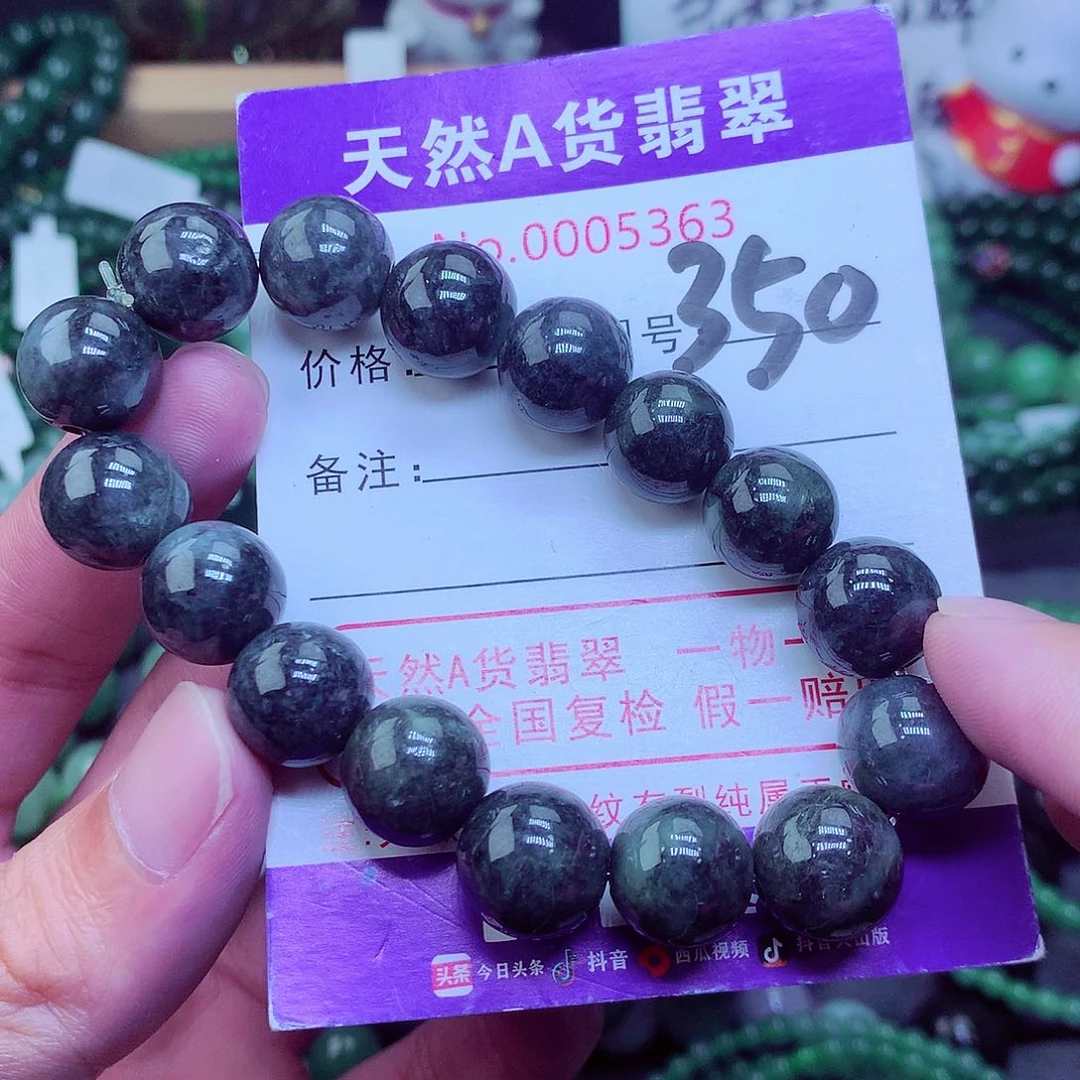 天然A货翡翠
No.0005363
价格: 号 350
备注:
天然A货翡翠 一物一
全国复检 假一赔
纹 纯属
头条 今日头条 抖音 西瓜视频 抖音火山版